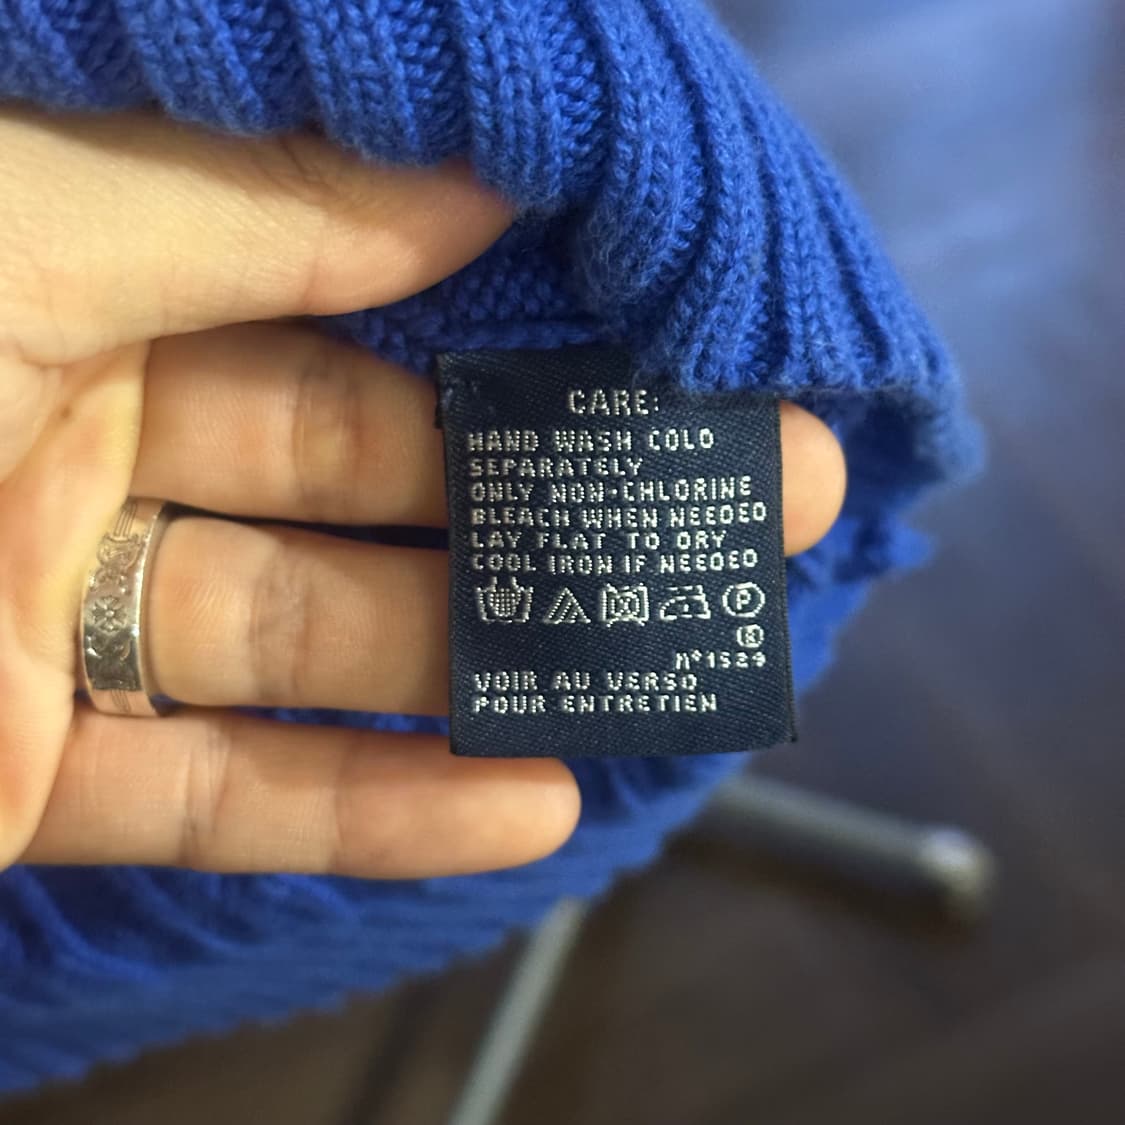 CARE:
HAND WASH COLD
SEPARATELY
ONLY NON-CHLORINE
BLEACH WHEN NEEDED
LAY FLAT TO DRY
COOL IRON IF NEEDED
P
K
n°1529
VOIR AU VERSO
POUR ENTRETIEN